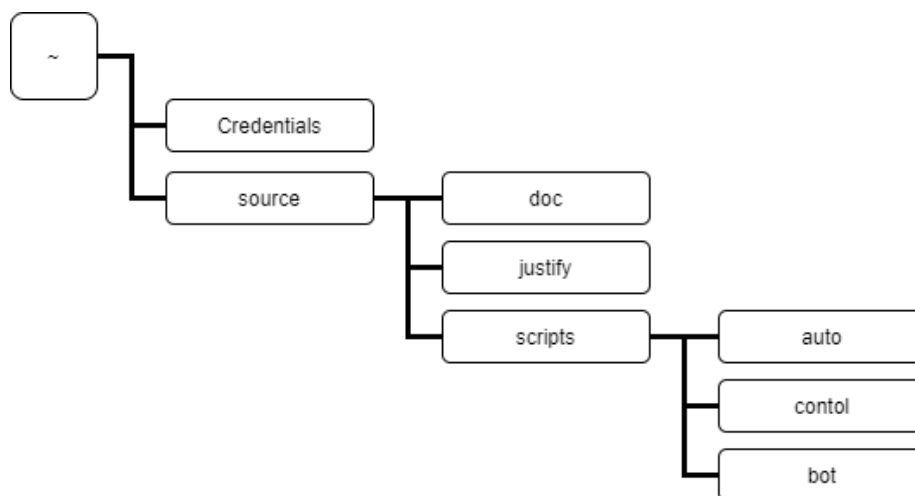 ~
Credentials
source
doc
justify
scripts
auto
contol
bot